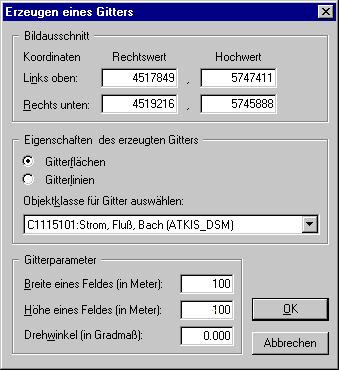 Erzeugen eines Gitters
Bildausschnitt
Koordinaten Rechtswert Hochwert
Links oben: 4517849 , 5747411
Rechts unten: 4519216 , 5745888
Eigenschaften des erzeugten Gitters
Gitterflächen
Gitterlinien
Objektklasse für Gitter auswählen:
C1115101:Strom, Fluß, Bach (ATKIS_DSM)
Gitterparameter
Breite eines Feldes (in Meter): 100
Höhe eines Feldes (in Meter): 100
Drehwinkel (in Gradmaß): 0.000
OK
Abbrechen